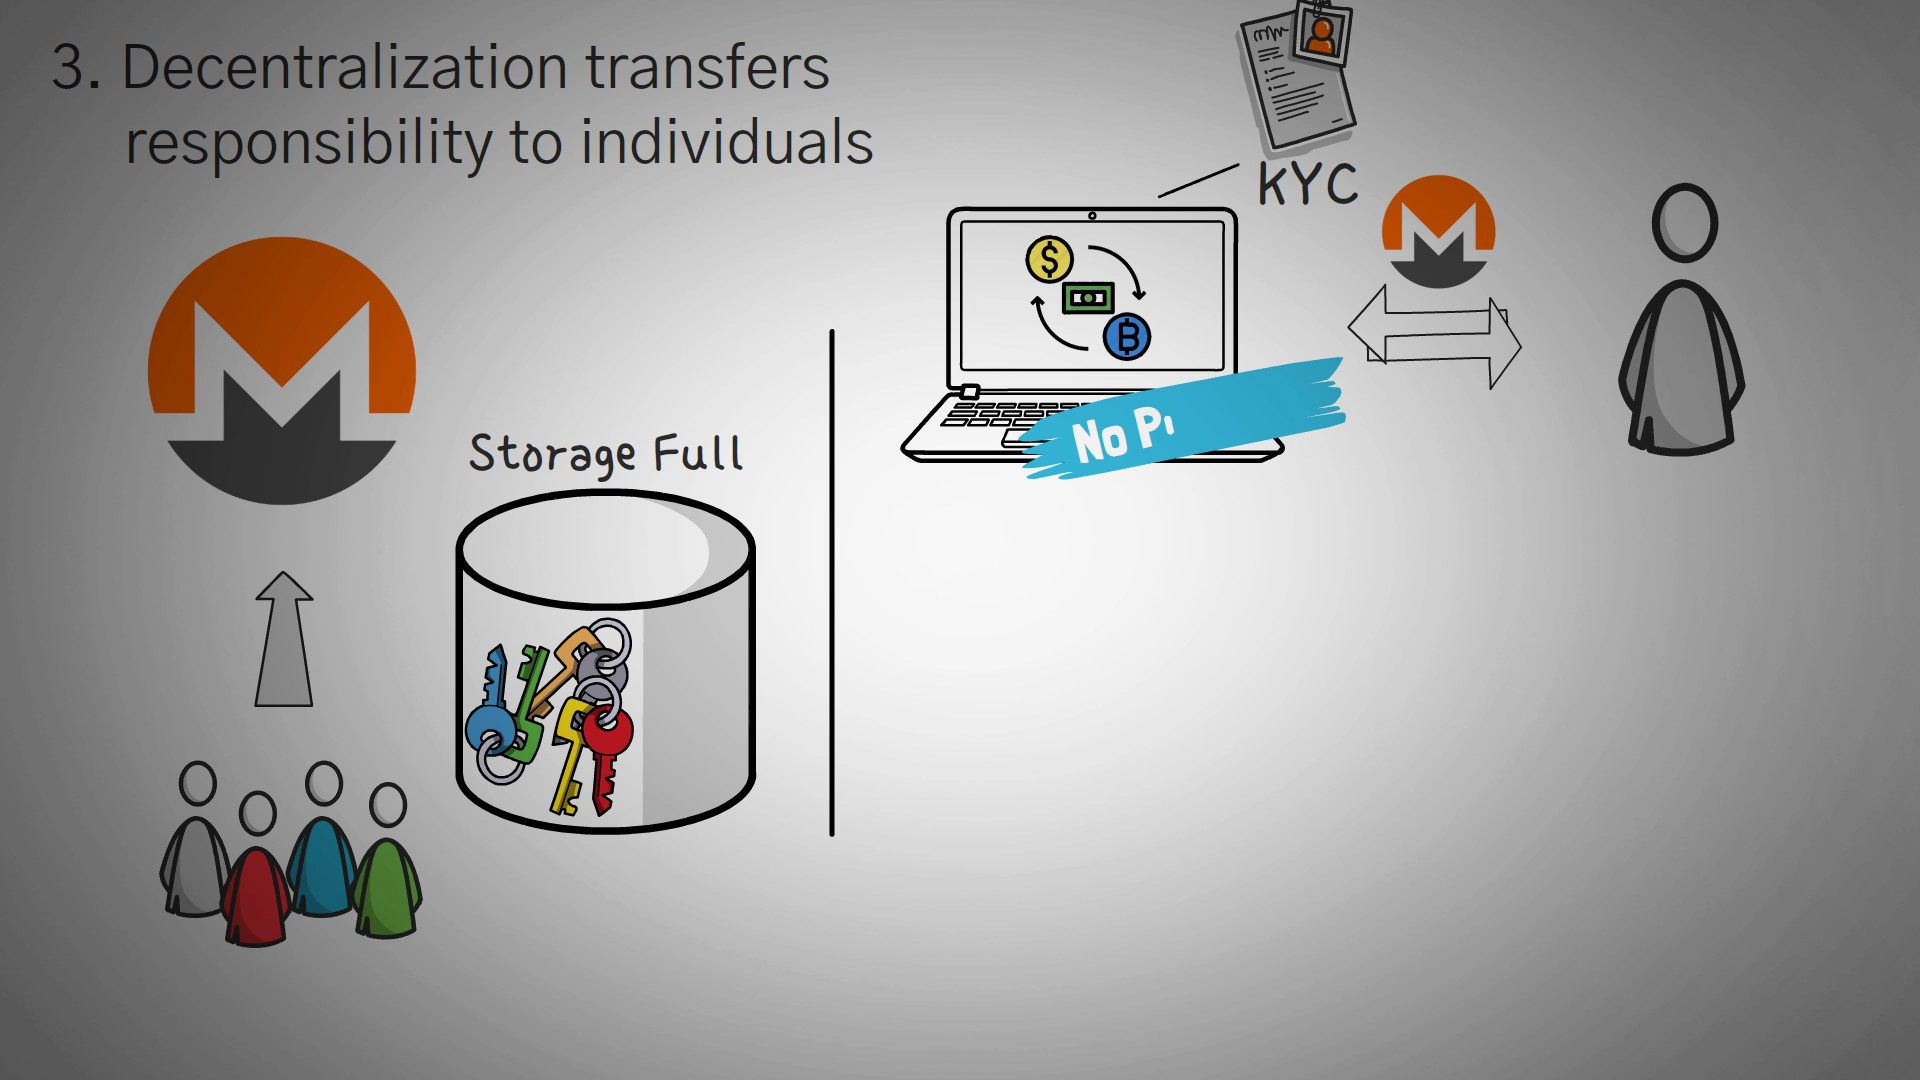 3. Decentralization transfers
responsibility to individuals
KYC
Storage Full
No